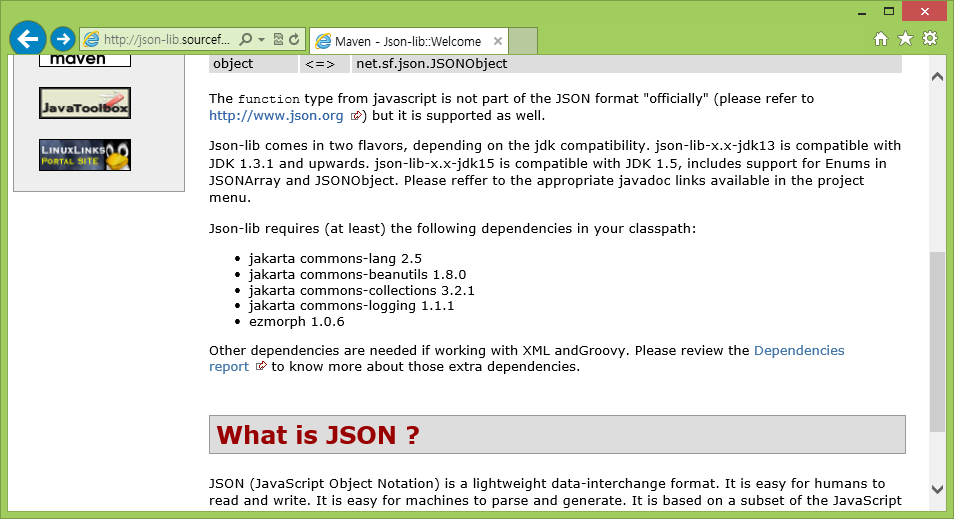 http://json-lib.sourcef...
Maven - Json-lib::Welcome
maven
JavaToolbox
LINUXLINKS
PORTAL SITE
object <=> net.sf.json.JSONObject
The function type from javascript is not part of the JSON format "officially" (please refer to
http://www.json.org ) but it is supported as well.
Json-lib comes in two flavors, depending on the jdk compatibility. json-lib-x.x-jdk13 is compatible with
JDK 1.3.1 and upwards. json-lib-x.x-jdk15 is compatible with JDK 1.5, includes support for Enums in
JSONArray and JSONObject. Please reffer to the appropriate javadoc links available in the project
menu.
Json-lib requires (at least) the following dependencies in your classpath:
• jakarta commons-lang 2.5
• jakarta commons-beanutils 1.8.0
• jakarta commons-collections 3.2.1
• jakarta commons-logging 1.1.1
• ezmorph 1.0.6
Other dependencies are needed if working with XML andGroovy. Please review the Dependencies
report to know more about those extra dependencies.
What is JSON ?
JSON (JavaScript Object Notation) is a lightweight data-interchange format. It is easy for humans to
read and write. It is easy for machines to parse and generate. It is based on a subset of the JavaScript